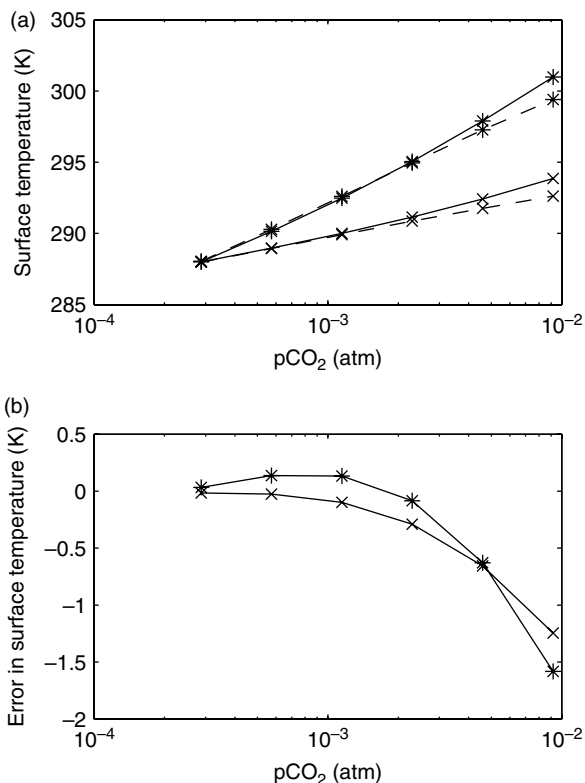 (a)
305
300
295
290
285
Surface temperature (K)
10⁻⁴
10⁻³
10⁻²
pCO₂ (atm)
(b)
0.5
0
−0.5
−1
−1.5
−2
Error in surface temperature (K)
10⁻⁴
10⁻³
10⁻²
pCO₂ (atm)